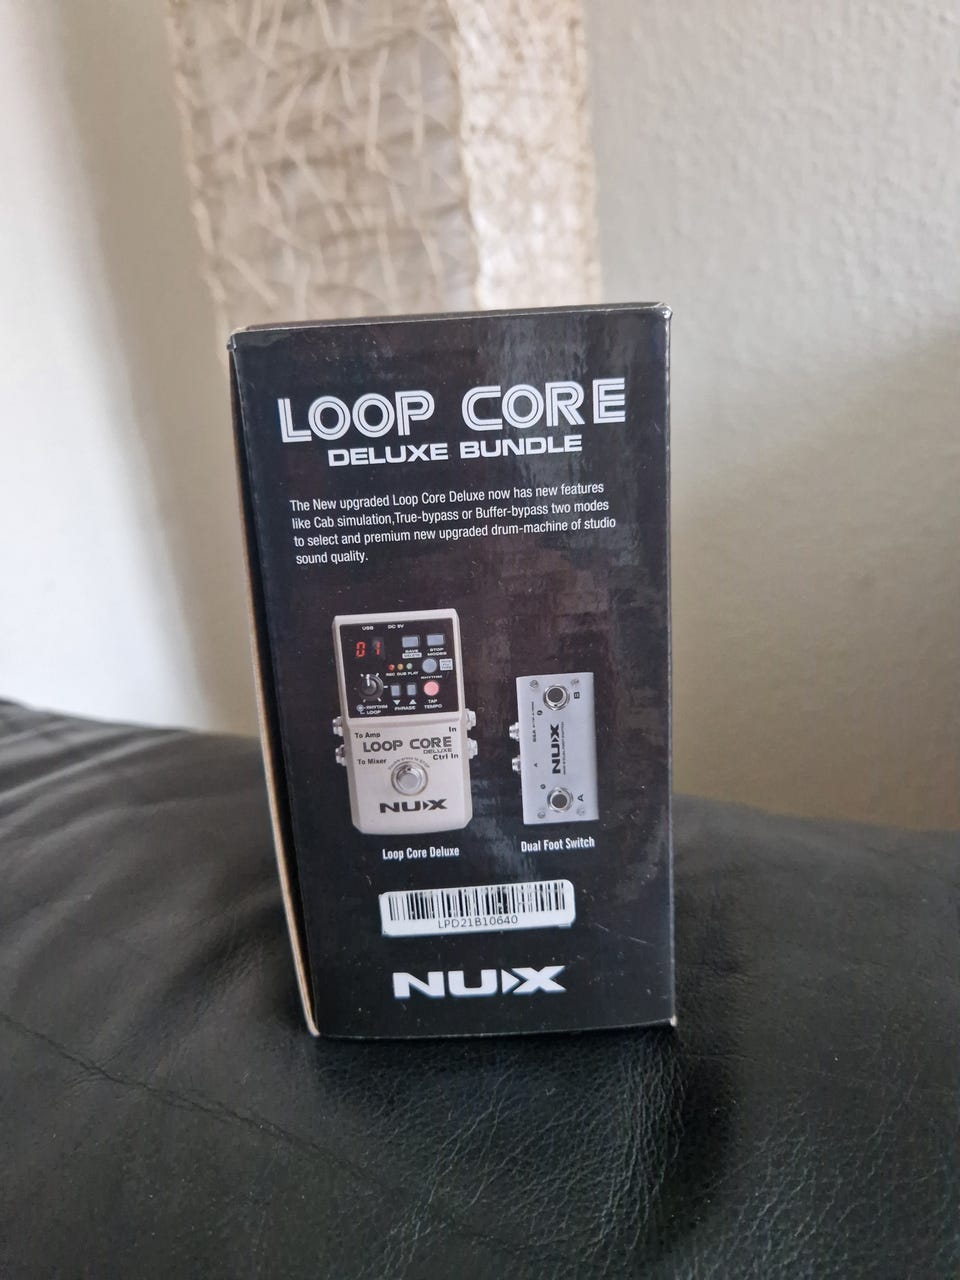 LOOP CORE
DELUXE BUNDLE
The New upgraded Loop Core Deluxe now has new features
like Cab simulation,True-bypass or Buffer-bypass two modes
to select and premium new upgraded drum-machine of studio
sound quality.
USB DC 9V
01
SAVE STOP
MODES
REC DUB PLAY
RHYTHM
RHYTHM
LOOP
PHRASE
TAP
TEMPO
To Amp In
LOOP CORE
DELUXE
To Mixer Ctrl In
NUX
B
NUX
A
A
Loop Core Deluxe
Dual Foot Switch
LPD21B10640
NUX